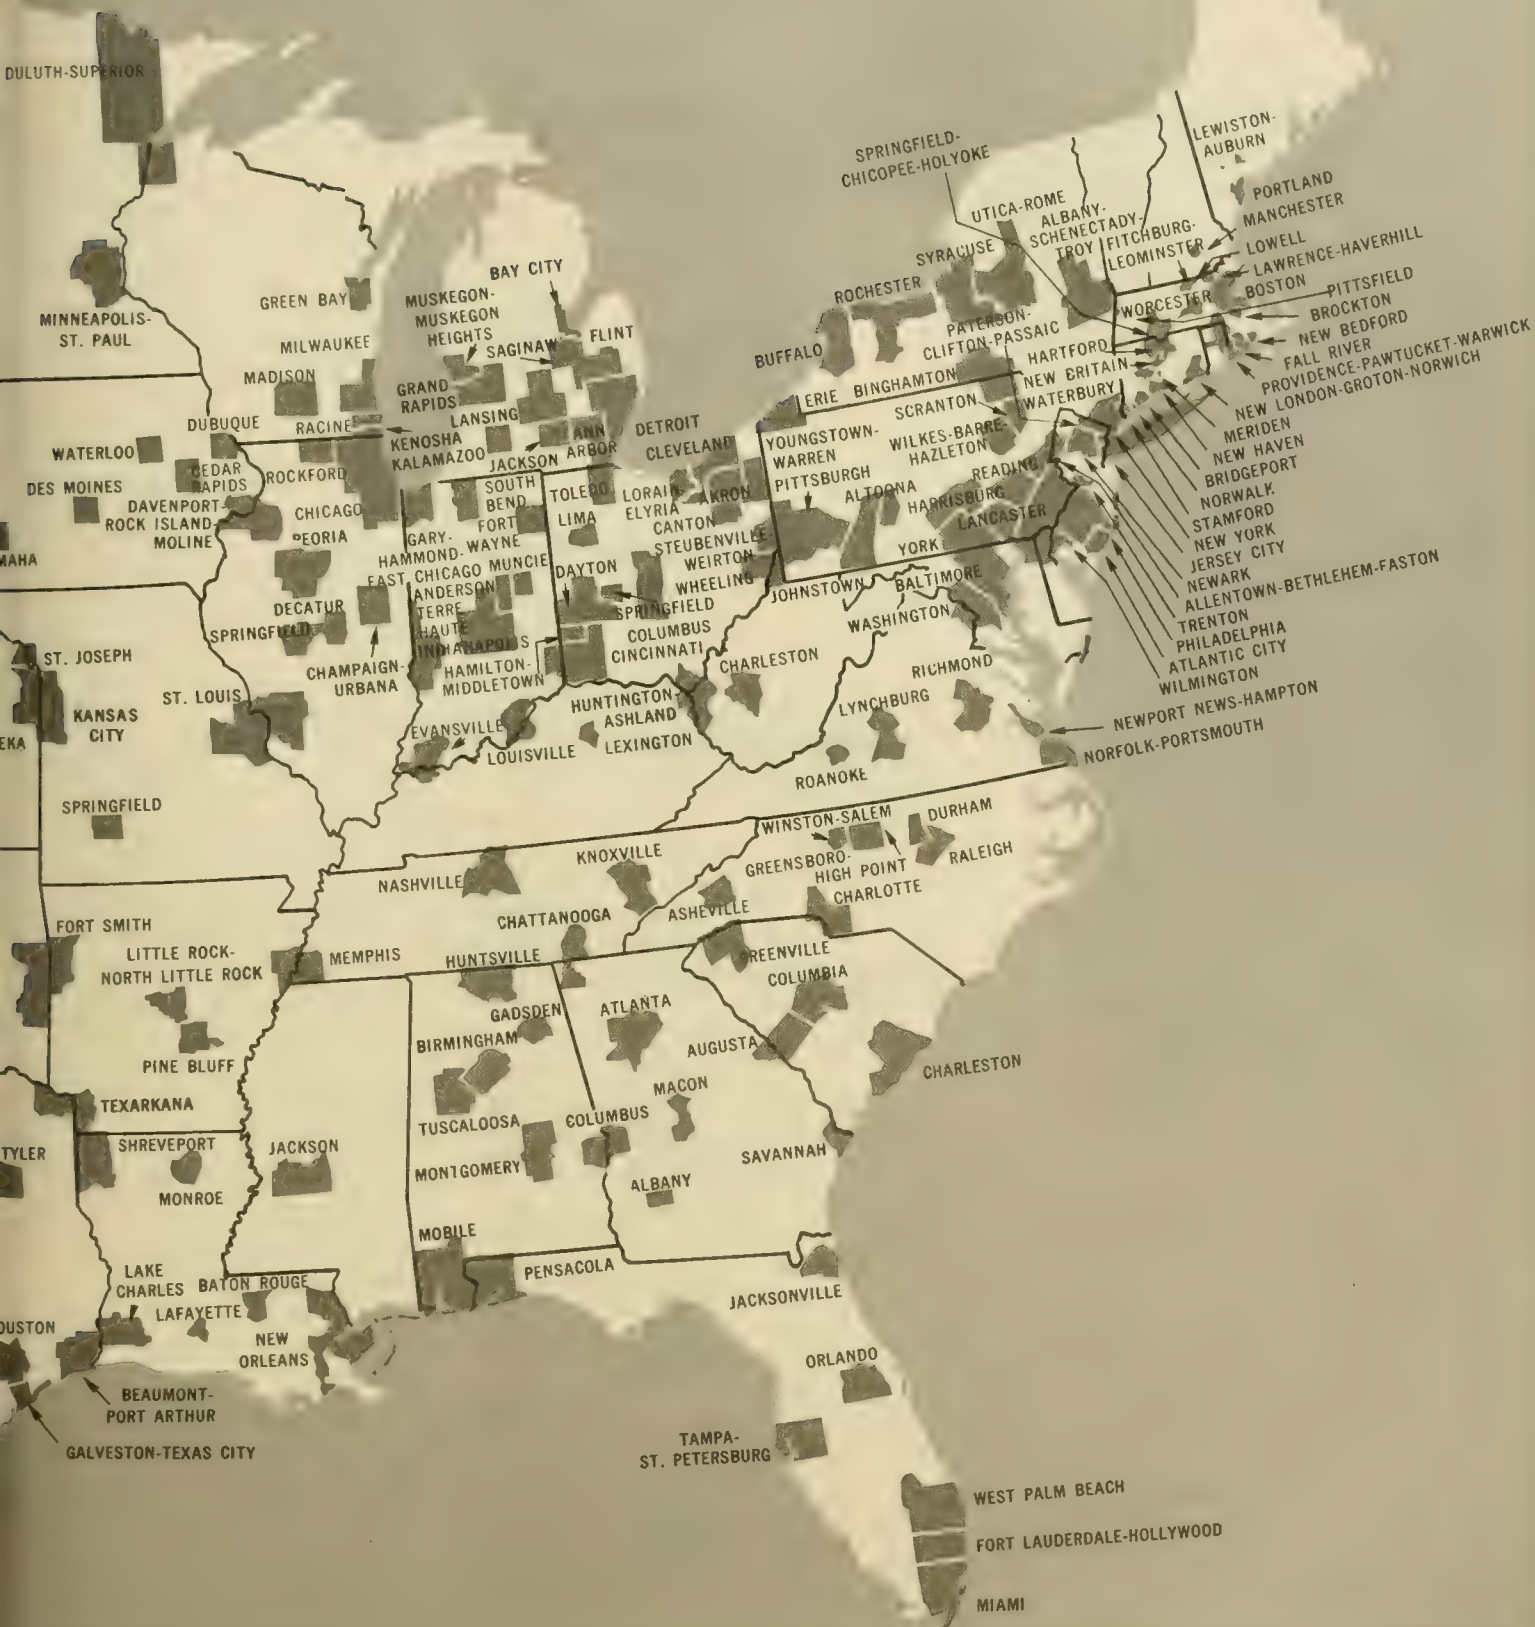 DULUTH-SUPERIOR
MINNEAPOLIS-
ST. PAUL
GREEN BAY
MILWAUKEE
MADISON
RACINE
KENOSHA
DUBUQUE
WATERLOO
CEDAR
RAPIDS
DES MOINES
DAVENPORT-
ROCK ISLAND-
MOLINE
ROCKFORD
CHICAGO
PEORIA
DECATUR
SPRINGFIELD
CHAMPAIGN-
URBANA
MAHA
ST. JOSEPH
KANSAS
CITY
EKA
ST. LOUIS
SPRINGFIELD
BAY CITY
MUSKEGON-
MUSKEGON
HEIGHTS
SAGINAW
FLINT
GRAND
RAPIDS
LANSING
KALAMAZOO
JACKSON
ANN
ARBOR
DETROIT
CLEVELAND
SOUTH
BEND
FORT
WAYNE
GARY-
HAMMOND-
EAST CHICAGO
MUNCIE
ANDERSON
TERRE
HAUTE
INDIANAPOLIS
EVANSVILLE
LOUISVILLE
LEXINGTON
TOLEDO
LIMA
LORAIN
ELYRIA
AKRON
CANTON
STEUBENVILLE
WEIRTON
WHEELING
DAYTON
SPRINGFIELD
COLUMBUS
CINCINNATI
HAMILTON-
MIDDLETOWN
HUNTINGTON-
ASHLAND
CHARLESTON
YOUNGSTOWN-
WARREN
PITTSBURGH
ALTOONA
JOHNSTOWN
ERIE
BUFFALO
ROCHESTER
SYRACUSE
UTICA-ROME
ALBANY-
SCHENECTADY-
TROY
BINGHAMTON
SPRINGFIELD-
CHICOPEE-HOLYOKE
FITCHBURG-
LEOMINSTER
LEWISTON-
AUBURN
PORTLAND
MANCHESTER
LOWELL
LAWRENCE-HAVERHILL
BOSTON
WORCESTER
PITTSFIELD
BROCKTON
NEW BEDFORD
FALL RIVER
PROVIDENCE-PAWTUCKET-WARWICK
NEW LONDON-GROTON-NORWICH
PATERSON-
CLIFTON-PASSAIC
HARTFORD
NEW BRITAIN
WATERBURY
MERIDEN
NEW HAVEN
BRIDGEPORT
NORWALK
STAMFORD
NEW YORK
JERSEY CITY
NEWARK
ALLENTOWN-BETHLEHEM-EASTON
TRENTON
PHILADELPHIA
ATLANTIC CITY
WILMINGTON
SCRANTON
WILKES-BARRE-
HAZLETON
READING
HARRISBURG
LANCASTER
YORK
BALTIMORE
WASHINGTON
RICHMOND
LYNCHBURG
ROANOKE
NEWPORT NEWS-HAMPTON
NORFOLK-PORTSMOUTH
WINSTON-SALEM
DURHAM
GREENSBORO-
HIGH POINT
RALEIGH
CHARLOTTE
ASHEVILLE
KNOXVILLE
NASHVILLE
CHATTANOOGA
MEMPHIS
HUNTSVILLE
FORT SMITH
LITTLE ROCK-
NORTH LITTLE ROCK
PINE BLUFF
TEXARKANA
GREENVILLE
COLUMBIA
CHARLESTON
GADSDEN
BIRMINGHAM
TUSCALOOSA
MONTGOMERY
MOBILE
ATLANTA
AUGUSTA
MACON
COLUMBUS
ALBANY
SAVANNAH
TYLER
SHREVEPORT
MONROE
JACKSON
LAKE
CHARLES
BATON ROUGE
LAFAYETTE
NEW
ORLEANS
OUSTON
BEAUMONT-
PORT ARTHUR
GALVESTON-TEXAS CITY
PENSACOLA
JACKSONVILLE
ORLANDO
TAMPA-
ST. PETERSBURG
WEST PALM BEACH
FORT LAUDERDALE-HOLLYWOOD
MIAMI